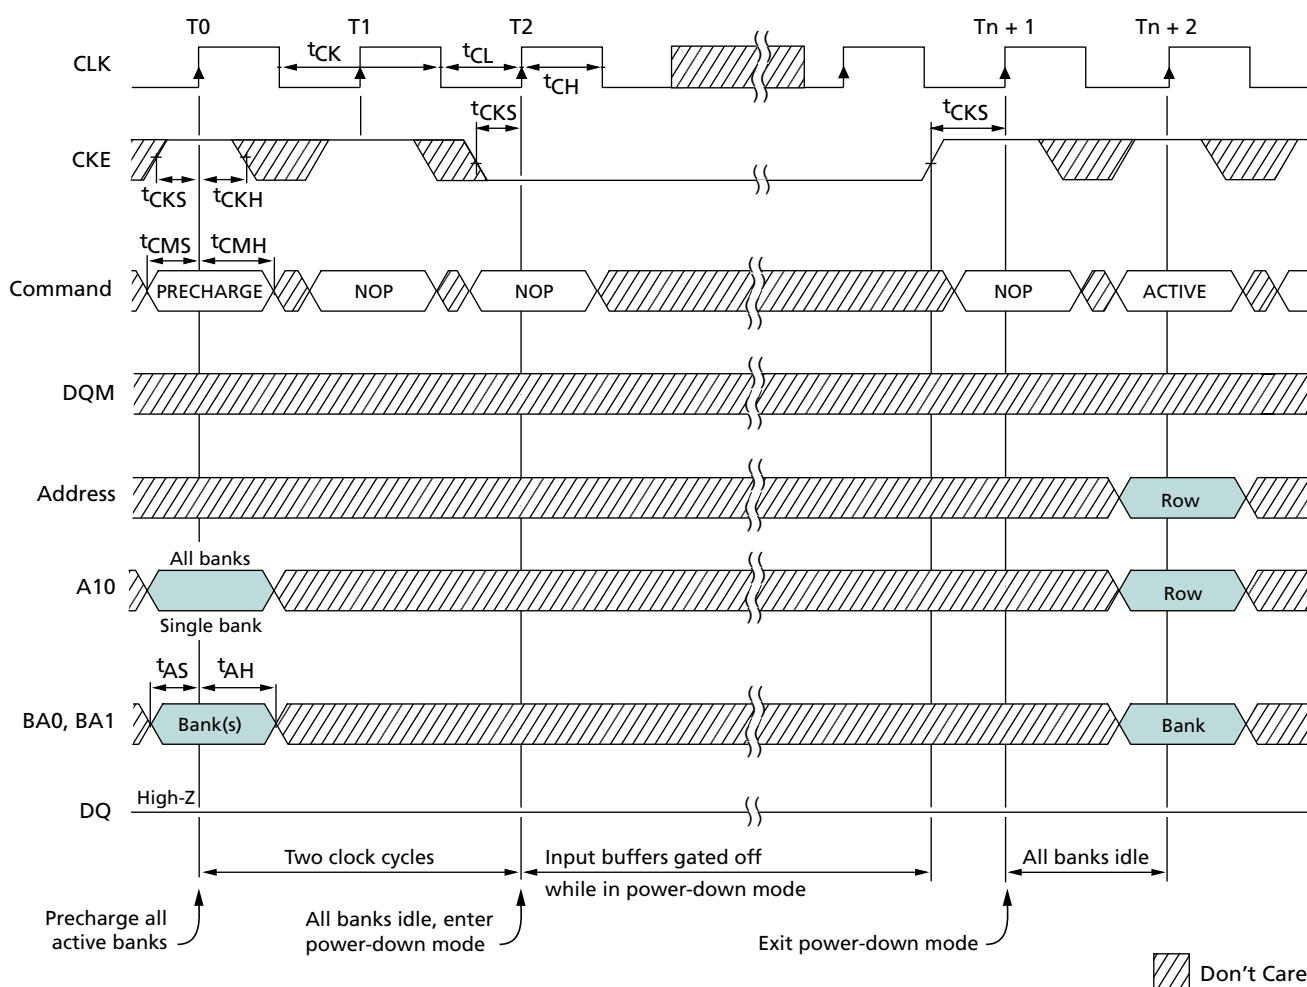 T0 T1 T2 Tn + 1 Tn + 2
CLK
tCK tCL
tCH
tCKS tCKS
CKE
tCKS tCKH
tCMS tCMH
Command PRECHARGE NOP NOP NOP ACTIVE
DQM
Address Row
All banks
A10 Row
Single bank
tAS tAH
BA0, BA1 Bank(s) Bank
High-Z
DQ
Two clock cycles
Input buffers gated off
while in power-down mode
All banks idle
Precharge all
active banks
All banks idle, enter
power-down mode
Exit power-down mode
Don't Care